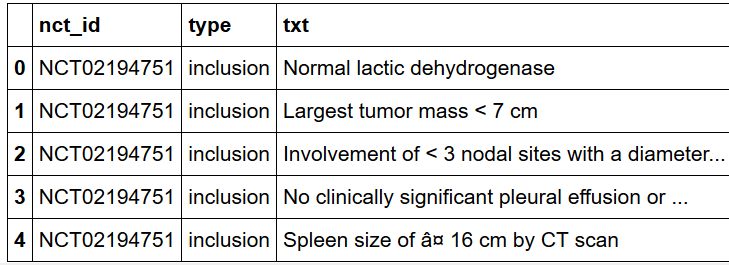 nct_id type txt
0 NCT02194751 inclusion Normal lactic dehydrogenase
1 NCT02194751 inclusion Largest tumor mass < 7 cm
2 NCT02194751 inclusion Involvement of < 3 nodal sites with a diameter...
3 NCT02194751 inclusion No clinically significant pleural effusion or ...
4 NCT02194751 inclusion Spleen size of â¤ 16 cm by CT scan